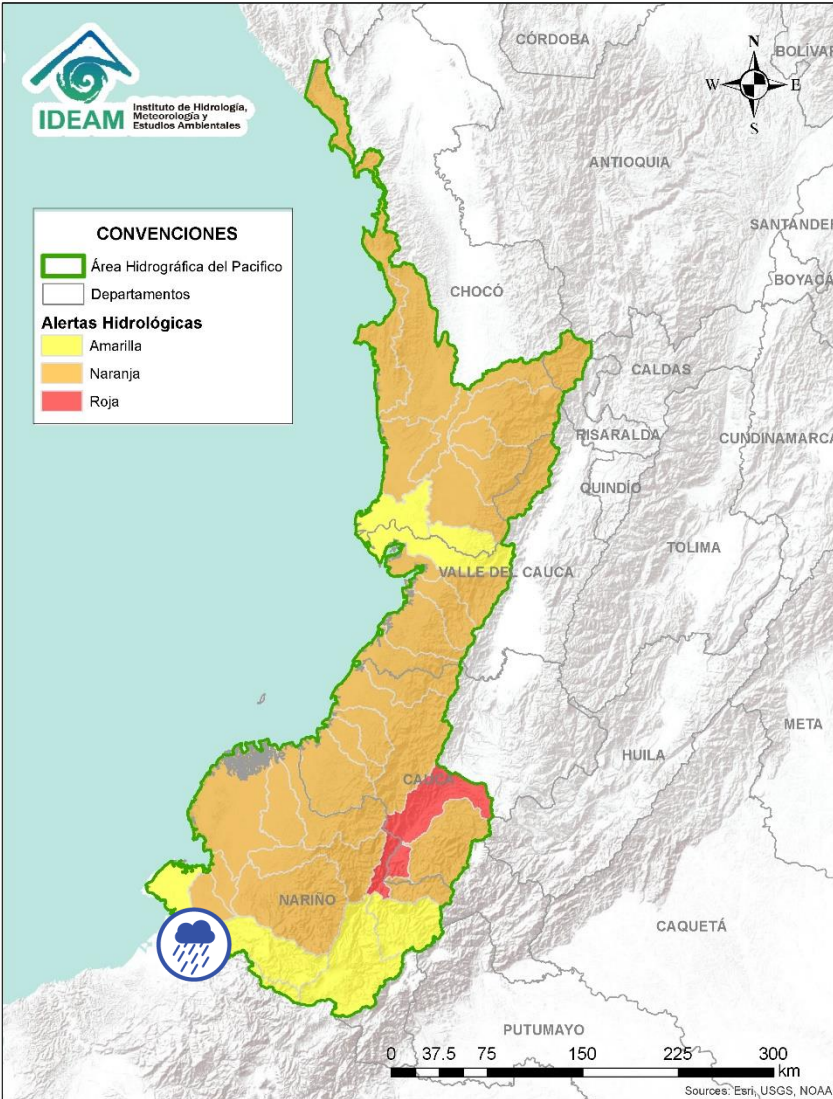 IDEAM
Instituto de Hidrología,
Meteorología y
Estudios Ambientales
N
W
E
S
CONVENCIONES
Área Hidrográfica del Pacifico
Departamentos
Alertas Hidrológicas
Amarilla
Naranja
Roja
CÓRDOBA
BOLÍVAR
ANTIOQUIA
SANTANDER
BOYACÁ
CHOCÓ
CALDAS
RISARALDA
CUNDINAMARCA
QUINDÍO
TOLIMA
VALLE DEL CAUCA
META
HUILA
CAUCA
NARIÑO
CAQUETÁ
PUTUMAYO
0 37.5 75 150 225 300
km
Sources: Esri, USGS, NOAA